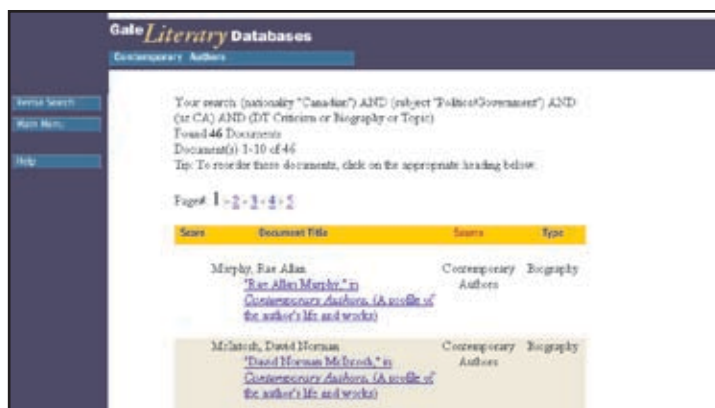 Gale Literary Databases
Contemporary Authors
Revise Search
Main Menu
Help
Your search (nationality "Canadian") AND (subject "Politics/Government") AND
(sr CA) AND (DT Criticism or Biography or Topic)
Found 46 Documents
Document(s) 1-10 of 46
Tip: To reorder these documents, click on the appropriate heading below.
Page#: 1 - 2 - 3 - 4 - 5
Score Document Title Source Type
Murphy, Rae Allan Contemporary Biography
"Rae Allan Murphy," in Authors
Contemporary Authors. (A profile of
the author's life and works)
McIntosh, David Norman Contemporary Biography
"David Norman McIntosh," in Authors
Contemporary Authors. (A profile of
the author's life and works)